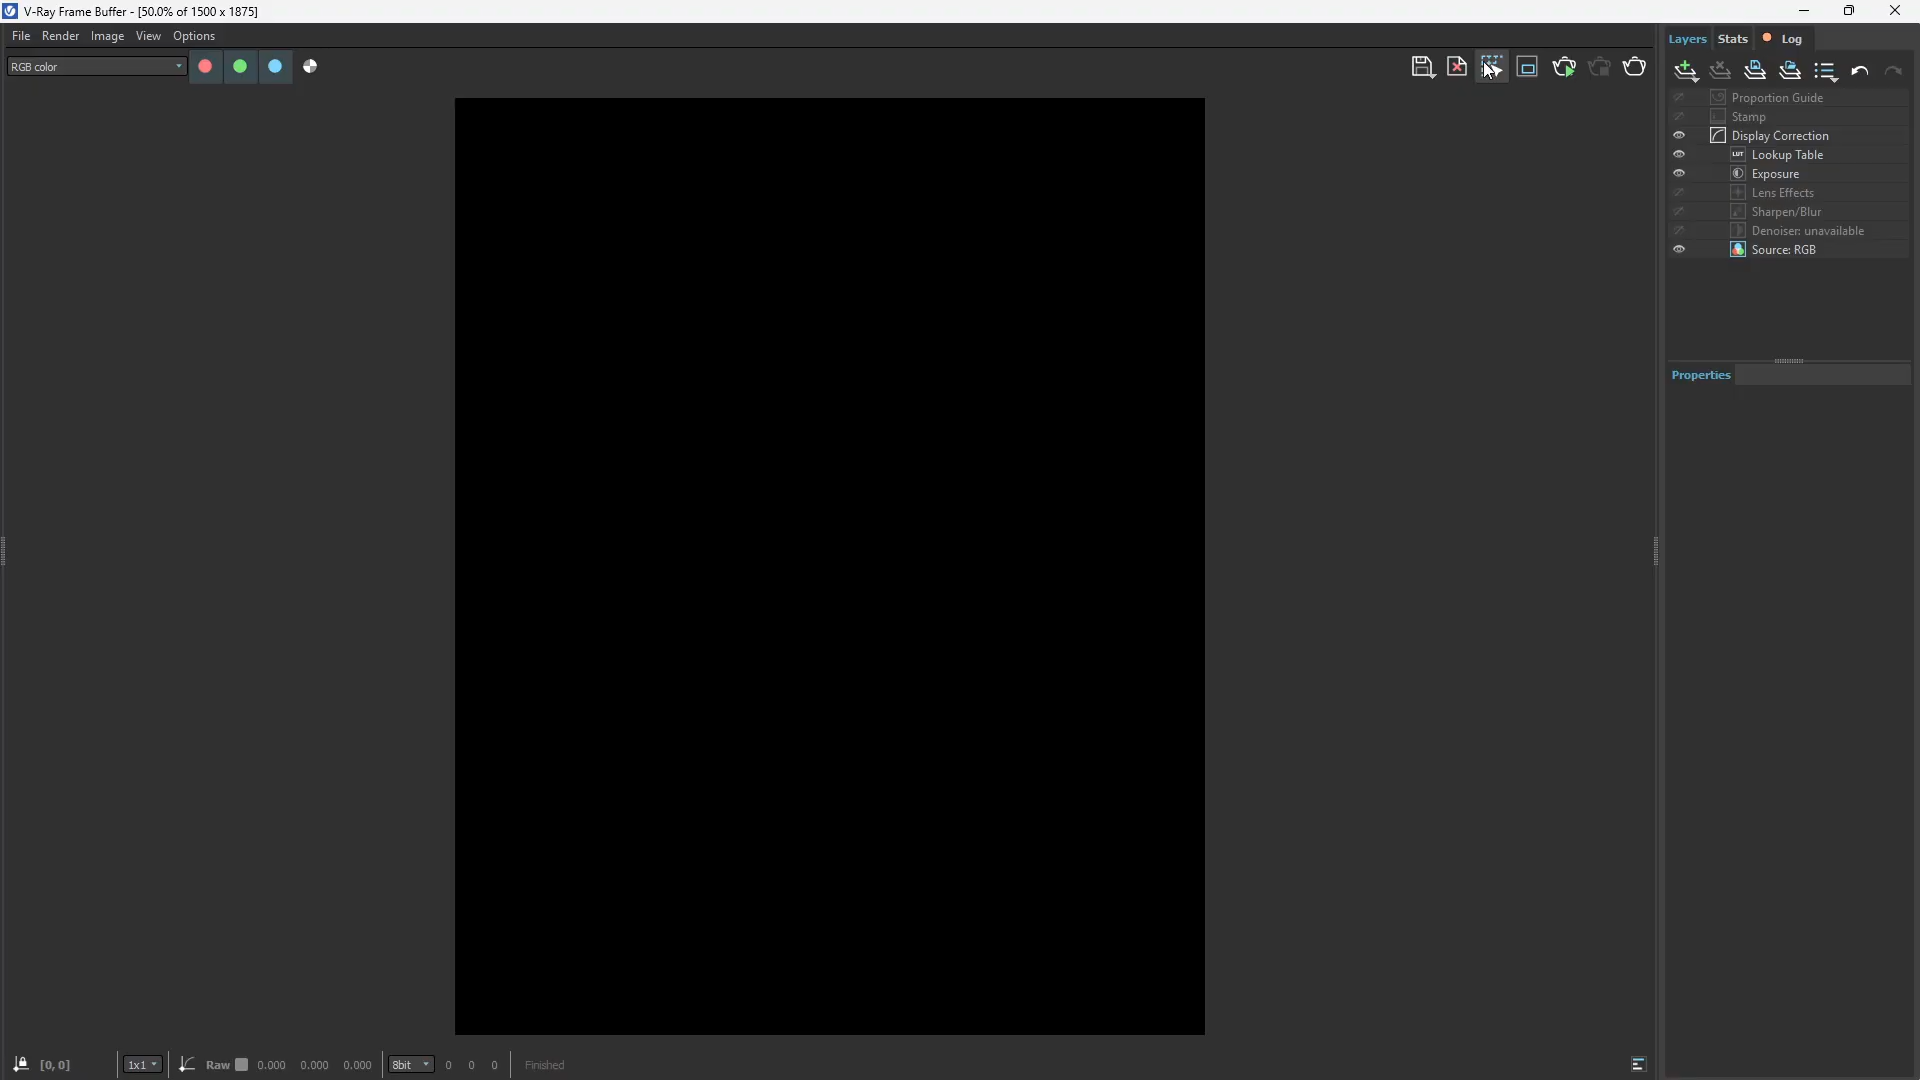 V-Ray Frame Buffer - [50.0% of 1500 x 1875]
File Render Image View Options
RGB color
Layers Stats Log
Proportion Guide
Stamp
Display Correction
LUT Lookup Table
Exposure
Lens Effects
Sharpen/Blur
Denoiser: unavailable
Source: RGB
Properties
[0, 0] 1x1 Raw 0.000 0.000 0.000 8bit 0 0 0 Finished